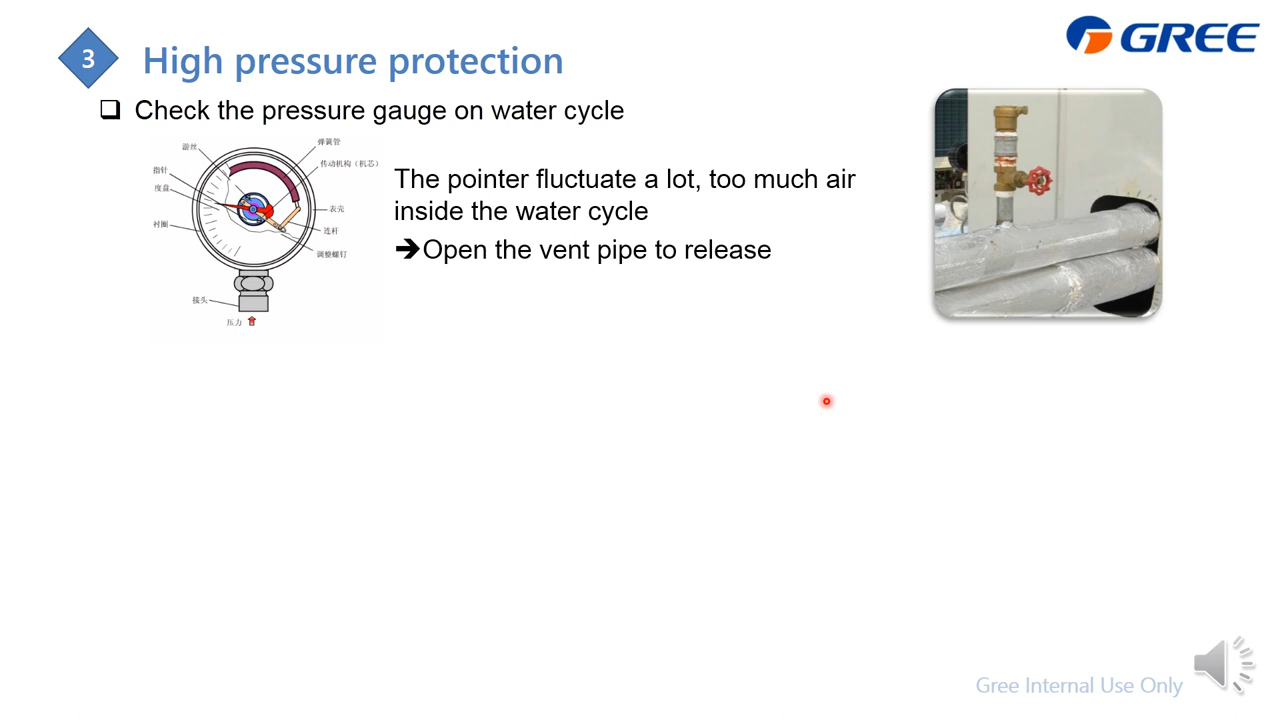 3
High pressure protection
GREE
❑ Check the pressure gauge on water cycle
游丝
弹簧管
指针
传动机构（机芯）
度盘
表壳
衬圈
连杆
调整螺钉
接头
压力
The pointer fluctuate a lot, too much air
inside the water cycle
➔Open the vent pipe to release
Gree Internal Use Only